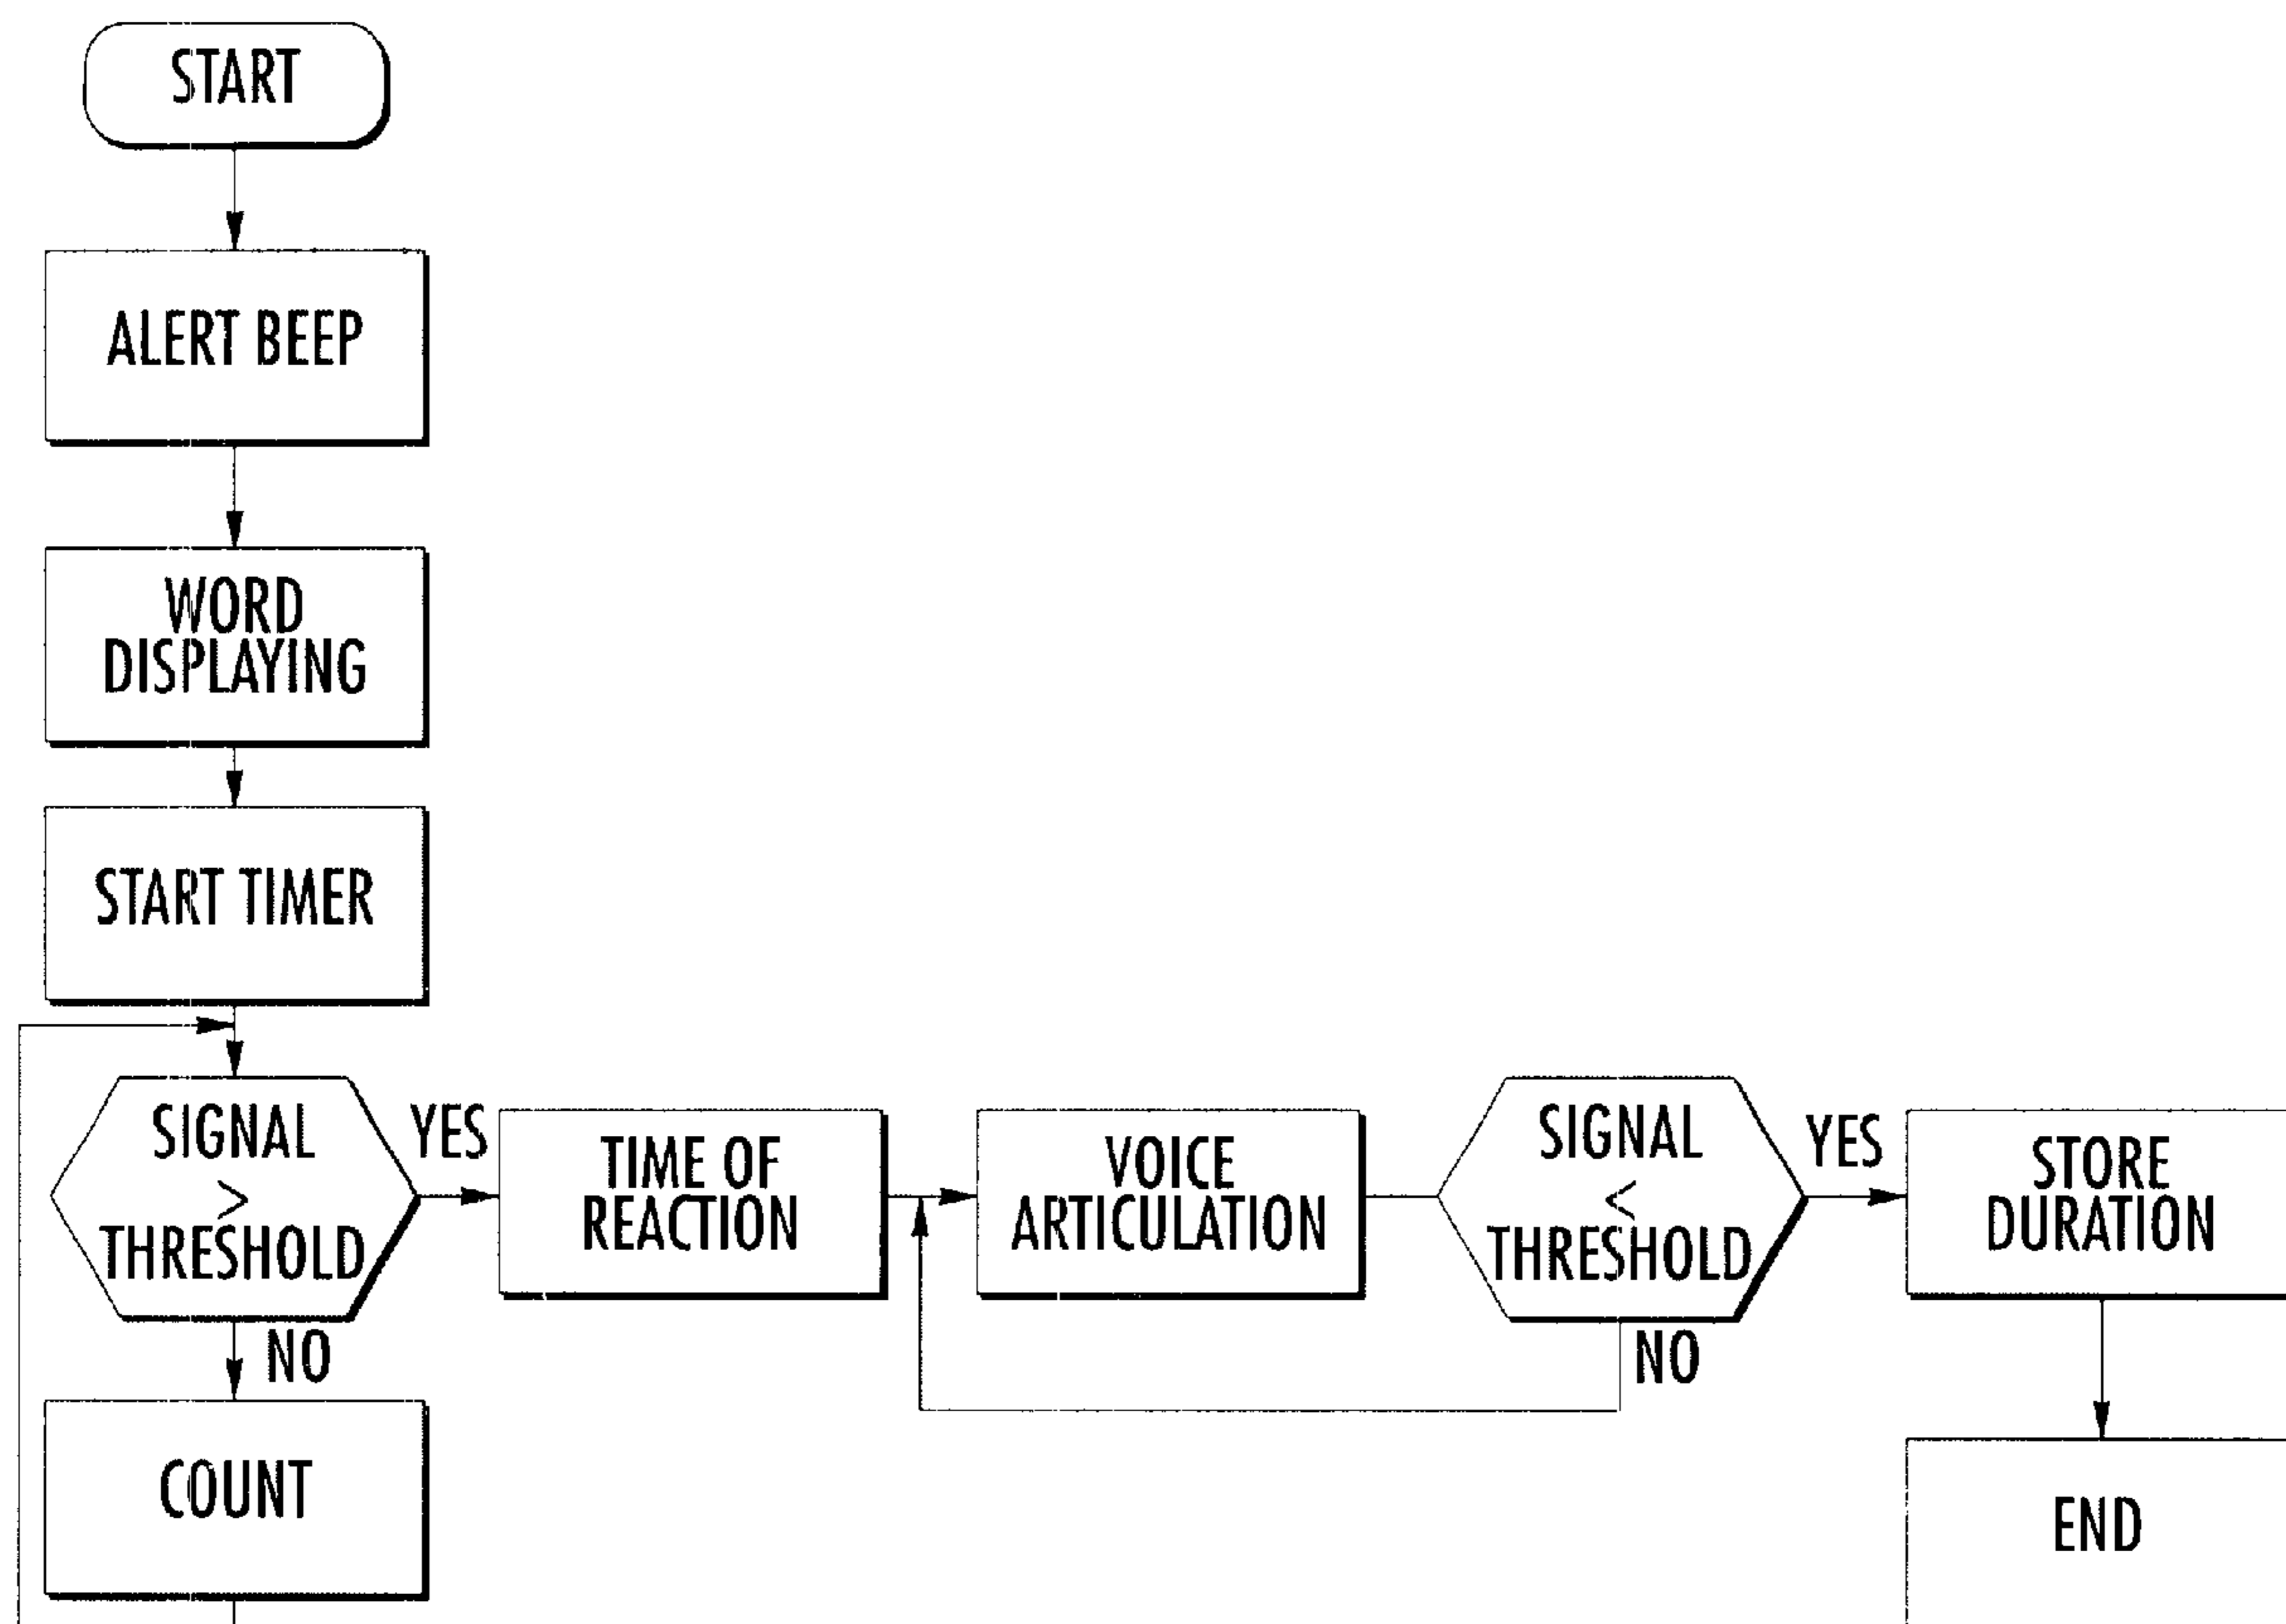 START
ALERT BEEP
WORD
DISPLAYING
START TIMER
SIGNAL
>
THRESHOLD
YES
NO
COUNT
TIME OF
REACTION
VOICE
ARTICULATION
SIGNAL
<
THRESHOLD
YES
NO
STORE
DURATION
END